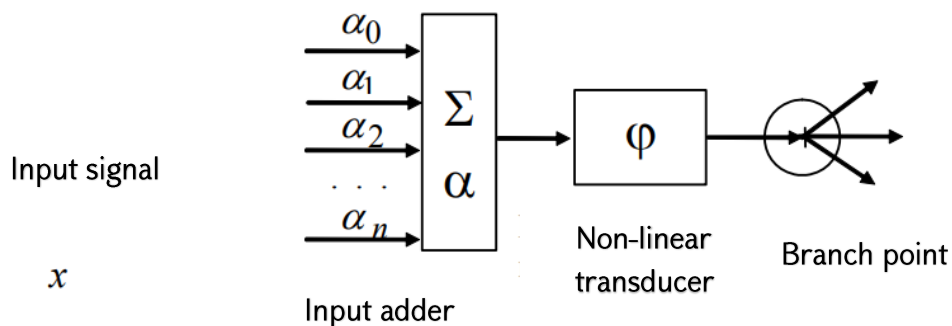 α0
α1
α2
. . .
αn
Σ
α
φ
Input signal
x
Input adder
Non-linear
transducer
Branch point